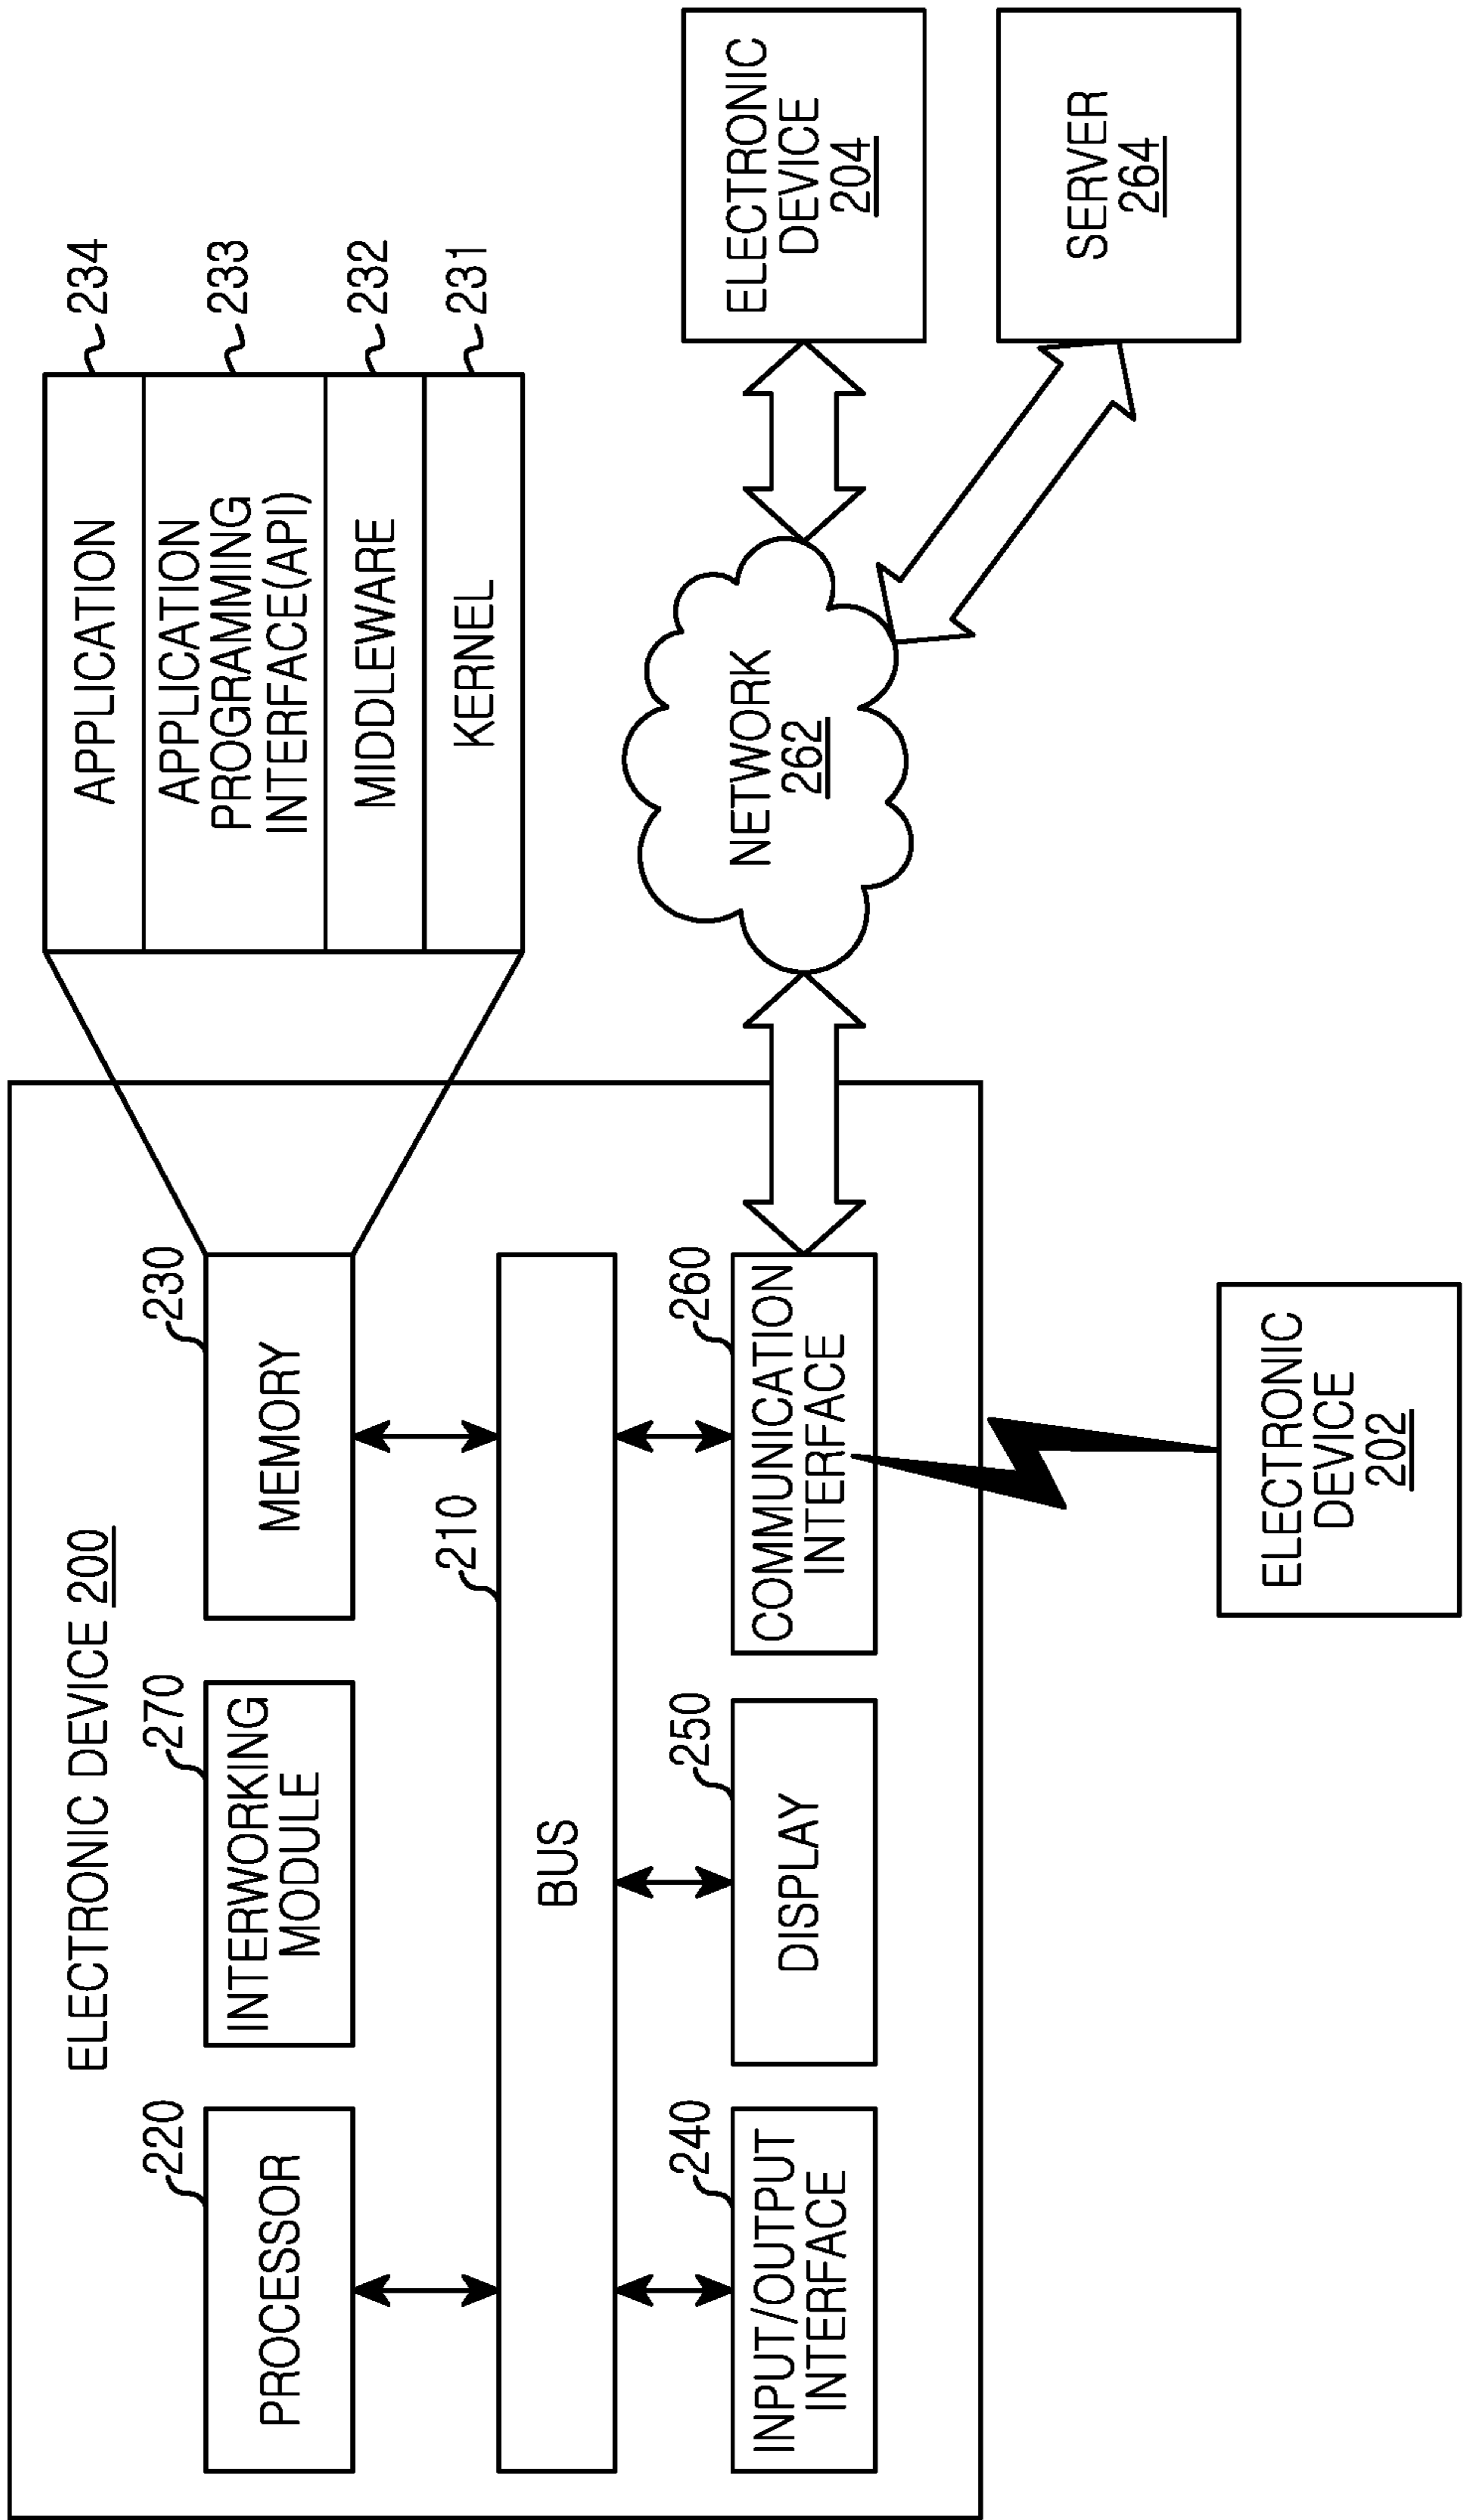 ELECTRONIC DEVICE 200
220
PROCESSOR
270
INTERWORKING
MODULE
230
MEMORY
234
APPLICATION
233
APPLICATION
PROGRAMMING
INTERFACE(API)
232
MIDDLEWARE
231
KERNEL
210
BUS
240
INPUT/OUTPUT
INTERFACE
250
DISPLAY
260
COMMUNICATION
INTERFACE
NETWORK
262
ELECTRONIC
DEVICE
204
SERVER
264
ELECTRONIC
DEVICE
202